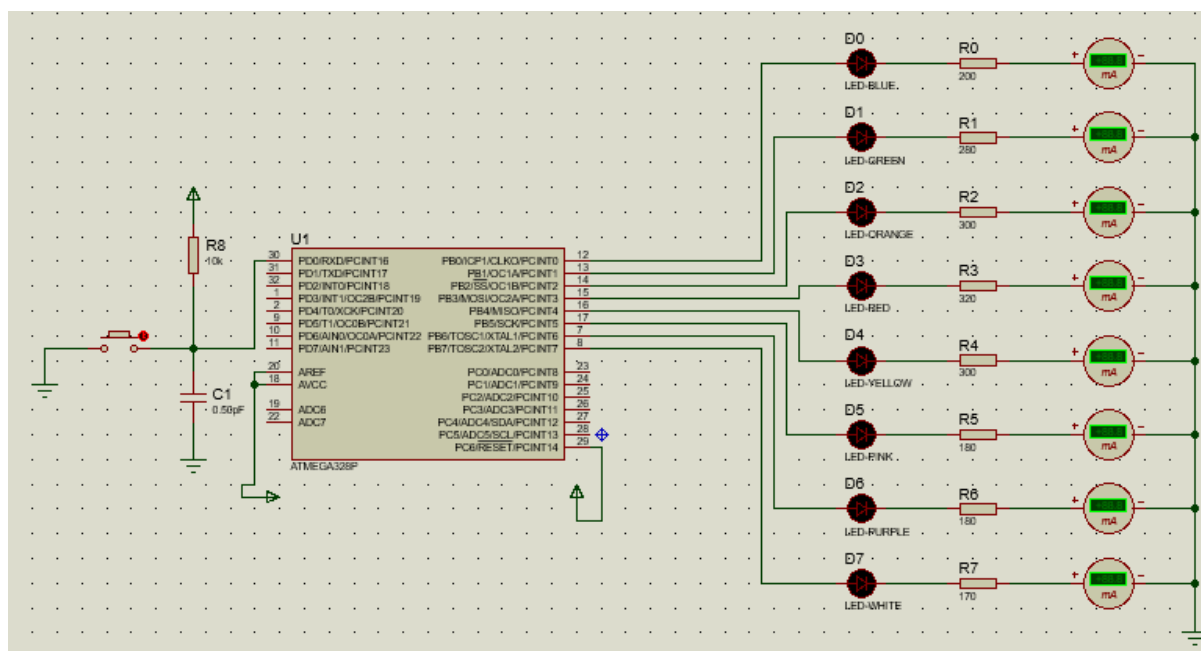 D0
LED-BLUE
R0
200
+ -
mA
D1
LED-GREEN
R1
280
+ -
mA
D2
LED-ORANGE
R2
300
+ -
mA
D3
LED-RED
R3
320
+ -
mA
D4
LED-YELLOW
R4
300
+ -
mA
D5
LED-PINK
R5
180
+ -
mA
D6
LED-PURPLE
R6
180
+ -
mA
D7
LED-WHITE
R7
170
+ -
mA
R8
10k
C1
0.50pF
U1
30 PD0/RXD/PCINT16 PB0/ICP1/CLKO/PCINT0 12
31 PD1/TXD/PCINT17 PB1/OC1A/PCINT1 13
32 PD2/INT0/PCINT18 PB2/SS/OC1B/PCINT2 14
1 PD3/INT1/OC2B/PCINT19 PB3/MOSI/OC2A/PCINT3 15
2 PD4/T0/XCK/PCINT20 PB4/MISO/PCINT4 16
9 PD5/T1/OC0B/PCINT21 PB5/SCK/PCINT5 17
10 PD6/AIN0/OC0A/PCINT22 PB6/TOSC1/XTAL1/PCINT6 7
11 PD7/AIN1/PCINT23 PB7/TOSC2/XTAL2/PCINT7 8
20 AREF PC0/ADC0/PCINT8 23
18 AVCC PC1/ADC1/PCINT9 24
PC2/ADC2/PCINT10 25
19 ADC6 PC3/ADC3/PCINT11 26
22 ADC7 PC4/ADC4/SDA/PCINT12 27
PC5/ADC5/SCL/PCINT13 28
PC6/RESET/PCINT14 29
ATMEGA328P